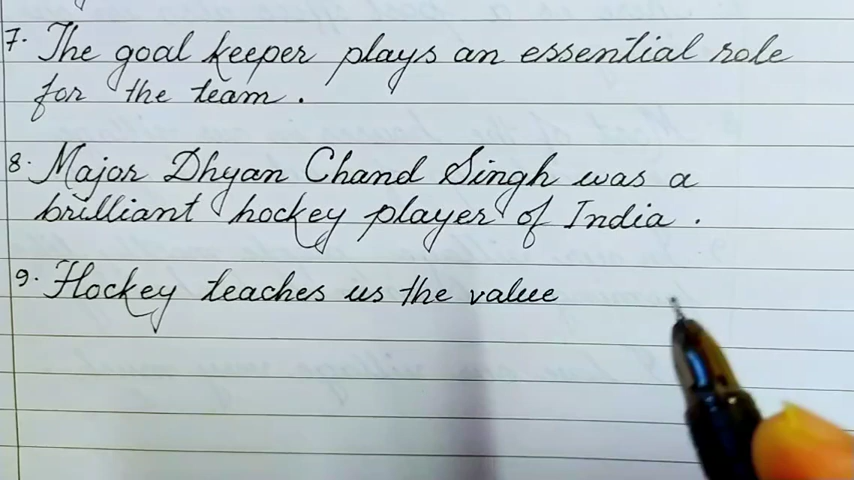 7. The goal keeper plays an essential role
for the team.
8. Major Dhyan Chand Singh was a
brilliant hockey player of India.
9. Hockey teaches us the value